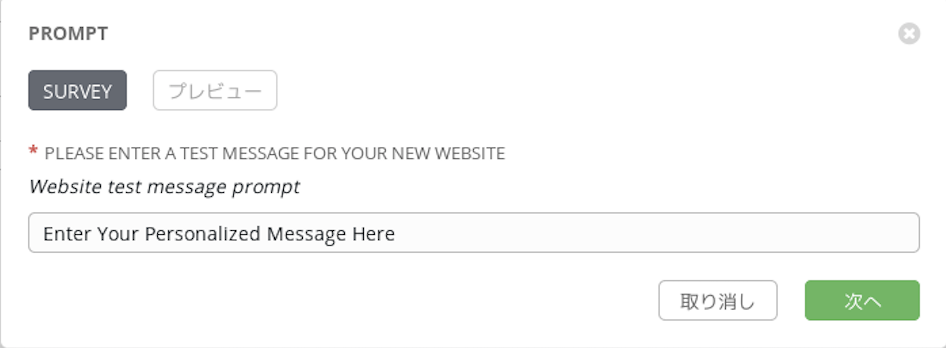 PROMPT
SURVEY プレビュー
* PLEASE ENTER A TEST MESSAGE FOR YOUR NEW WEBSITE
Website test message prompt
Enter Your Personalized Message Here
取り消し 次へ